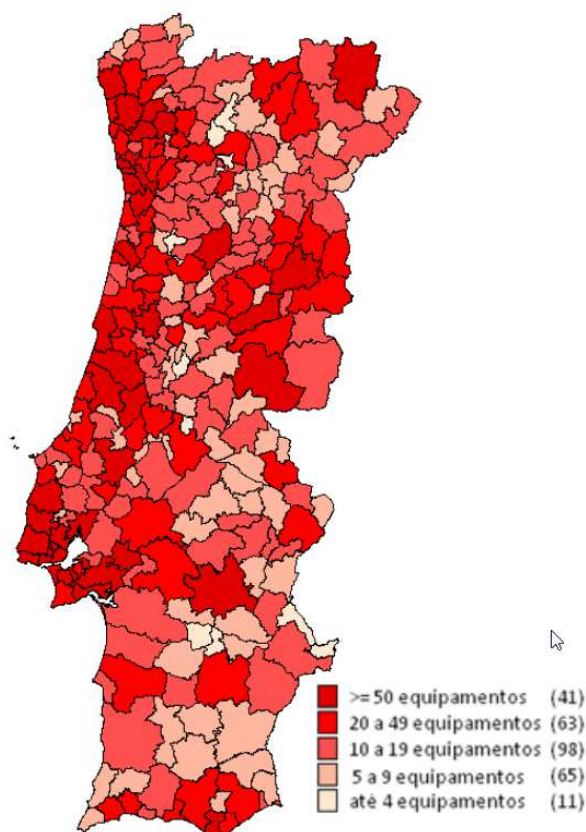 >= 50 equipamentos (41)
20 a 49 equipamentos (63)
10 a 19 equipamentos (98)
5 a 9 equipamentos (65)
até 4 equipamentos (11)